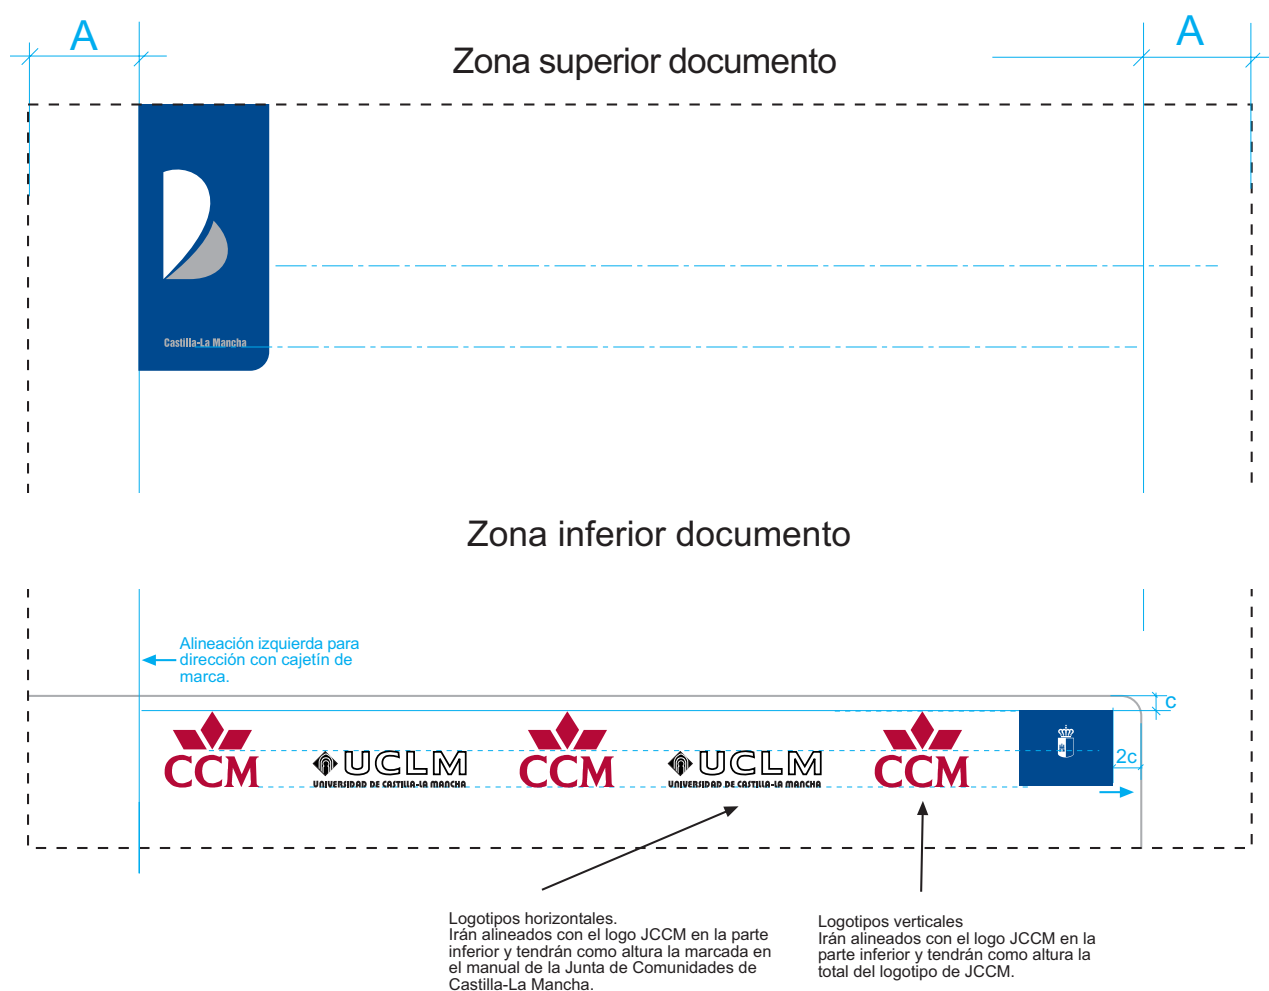 A
A
Zona superior documento
Castilla-La Mancha
Zona inferior documento
Alineación izquierda para
dirección con cajetín de
marca.
c
2c
CCM
UCLM
UNIVERSIDAD DE CASTILLA-LA MANCHA
CCM
UCLM
UNIVERSIDAD DE CASTILLA-LA MANCHA
CCM
Logotipos horizontales.
Irán alineados con el logo JCCM en la parte
inferior y tendrán como altura la marcada en
el manual de la Junta de Comunidades de
Castilla-La Mancha.
Logotipos verticales
Irán alineados con el logo JCCM en la
parte inferior y tendrán como altura la
total del logotipo de JCCM.